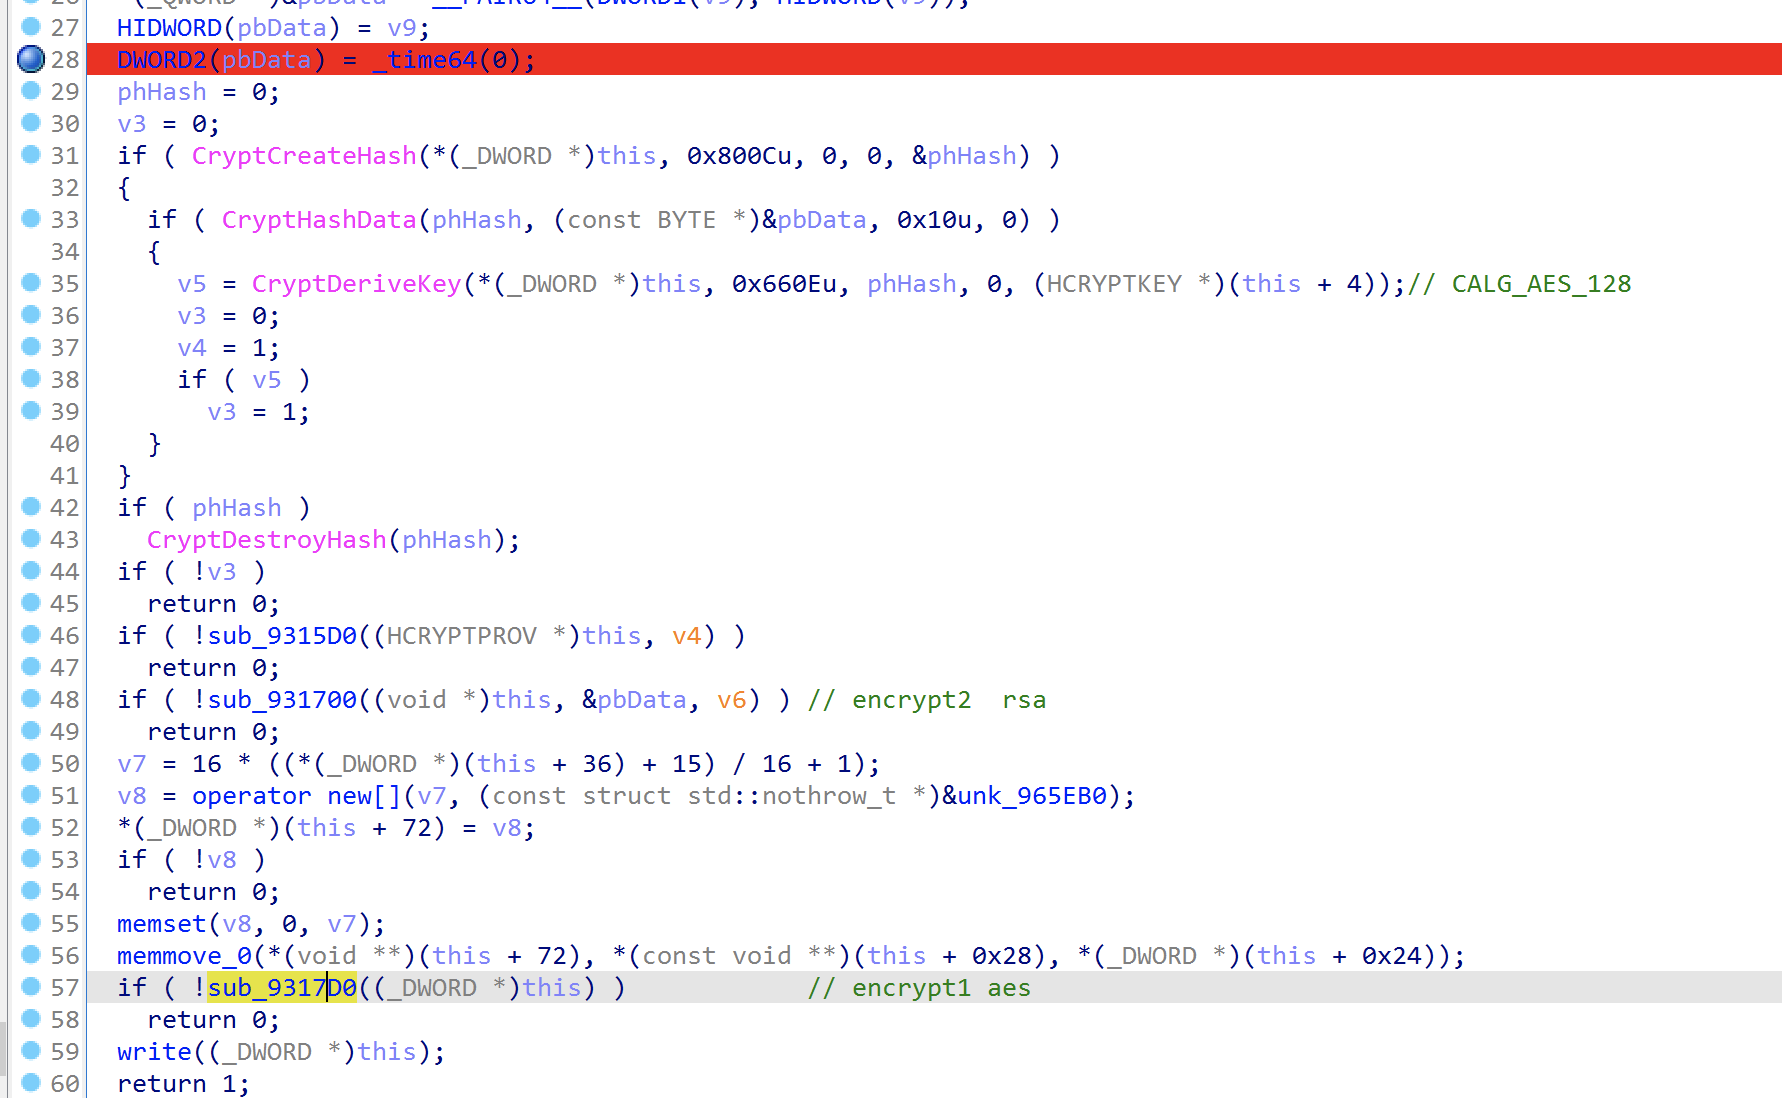 27 HIDWORD(pbData) = v9;
28 DWORD2(pbData) = _time64(0);
29 phHash = 0;
30 v3 = 0;
31 if ( CryptCreateHash(*(_DWORD *)this, 0x800Cu, 0, 0, &phHash) )
32 {
33 if ( CryptHashData(phHash, (const BYTE *)&pbData, 0x10u, 0) )
34 {
35 v5 = CryptDeriveKey(*(_DWORD *)this, 0x660Eu, phHash, 0, (HCRYPTKEY *)(this + 4));// CALG_AES_128
36 v3 = 0;
37 v4 = 1;
38 if ( v5 )
39 v3 = 1;
40 }
41 }
42 if ( phHash )
43 CryptDestroyHash(phHash);
44 if ( !v3 )
45 return 0;
46 if ( !sub_9315D0((HCRYPTPROV *)this, v4) )
47 return 0;
48 if ( !sub_931700((void *)this, &pbData, v6) ) // encrypt2 rsa
49 return 0;
50 v7 = 16 * ((*(_DWORD *)(this + 36) + 15) / 16 + 1);
51 v8 = operator new[](v7, (const struct std::nothrow_t *)&unk_965EB0);
52 *(_DWORD *)(this + 72) = v8;
53 if ( !v8 )
54 return 0;
55 memset(v8, 0, v7);
56 memmove_0(*(void **)(this + 72), *(const void **)(this + 0x28), *(_DWORD *)(this + 0x24));
57 if ( !sub_9317D0((_DWORD *)this) ) // encrypt1 aes
58 return 0;
59 write((_DWORD *)this);
60 return 1;